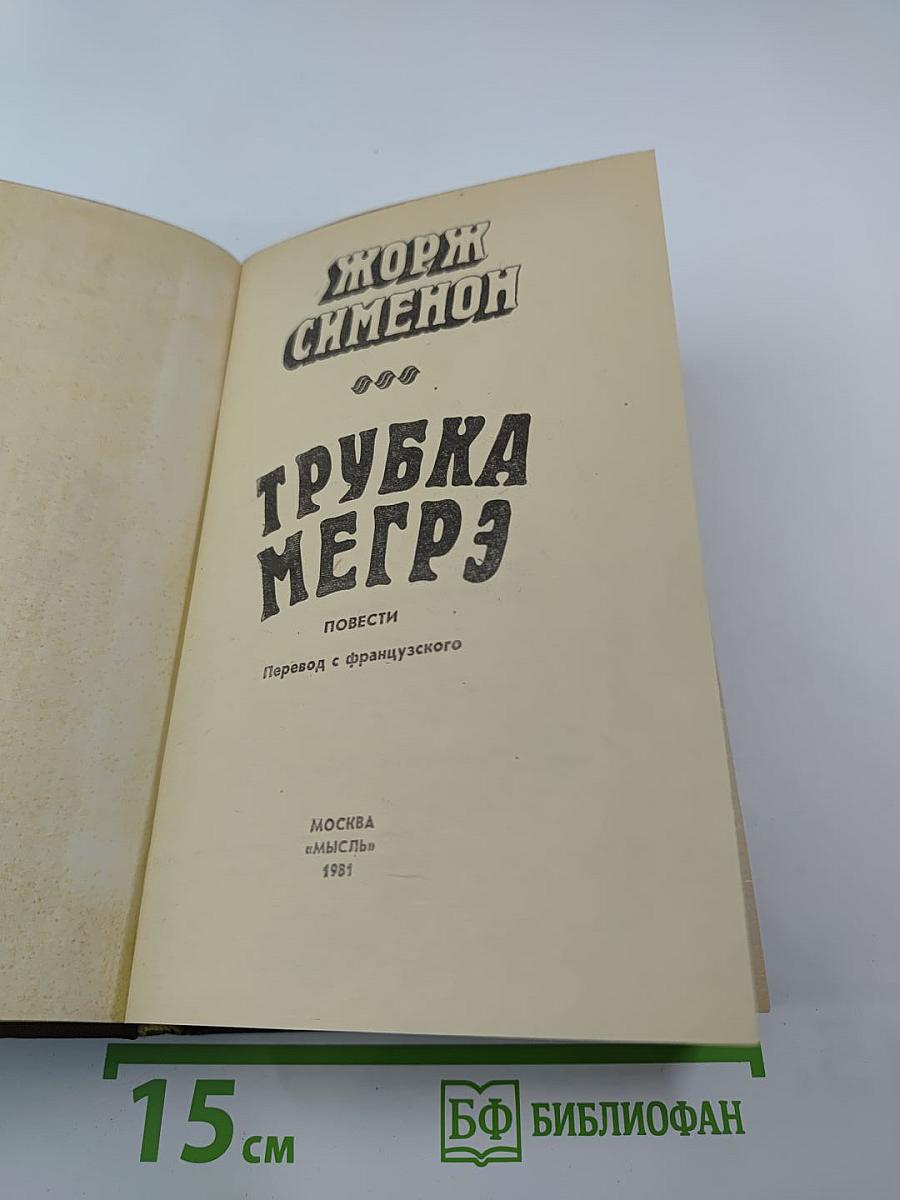 ЖОРЖ
СИМЕНОН
ТРУБКА
МЕГРЭ
ПОВЕСТИ
Перевод с французского
МОСКВА
«МЫСЛЬ»
1981
15 см
БФ БИБЛИОФАН